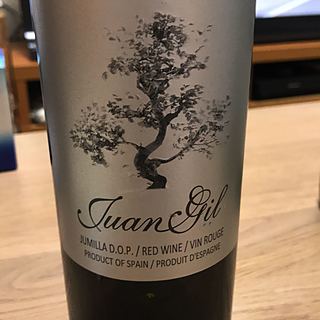 Juan Gil
JUMILLA D.O.P. / RED WINE / VIN ROUGE
PRODUCT OF SPAIN / PRODUIT D'ESPAGNE